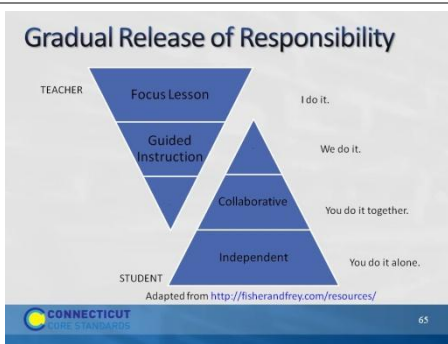 Gradual Release of Responsibility
TEACHER
Focus Lesson
I do it.
Guided
Instruction
We do it.
Collaborative
You do it together.
Independent
You do it alone.
STUDENT
Adapted from http://fisherandfrey.com/resources/
CONNECTICUT
CORE STANDARDS
65